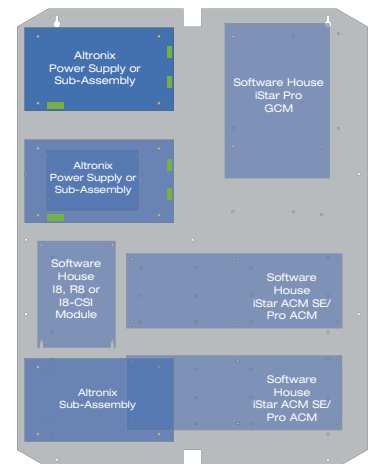 Altronix
Power Supply or
Sub-Assembly
Software House
iStar Pro
GCM
Altronix
Power Supply or
Sub-Assembly
Software
House
I8, R8 or
I8-CSI
Module
Software
House
iStar ACM SE/
Pro ACM
Altronix
Sub-Assembly
Software
House
iStar ACM SE/
Pro ACM